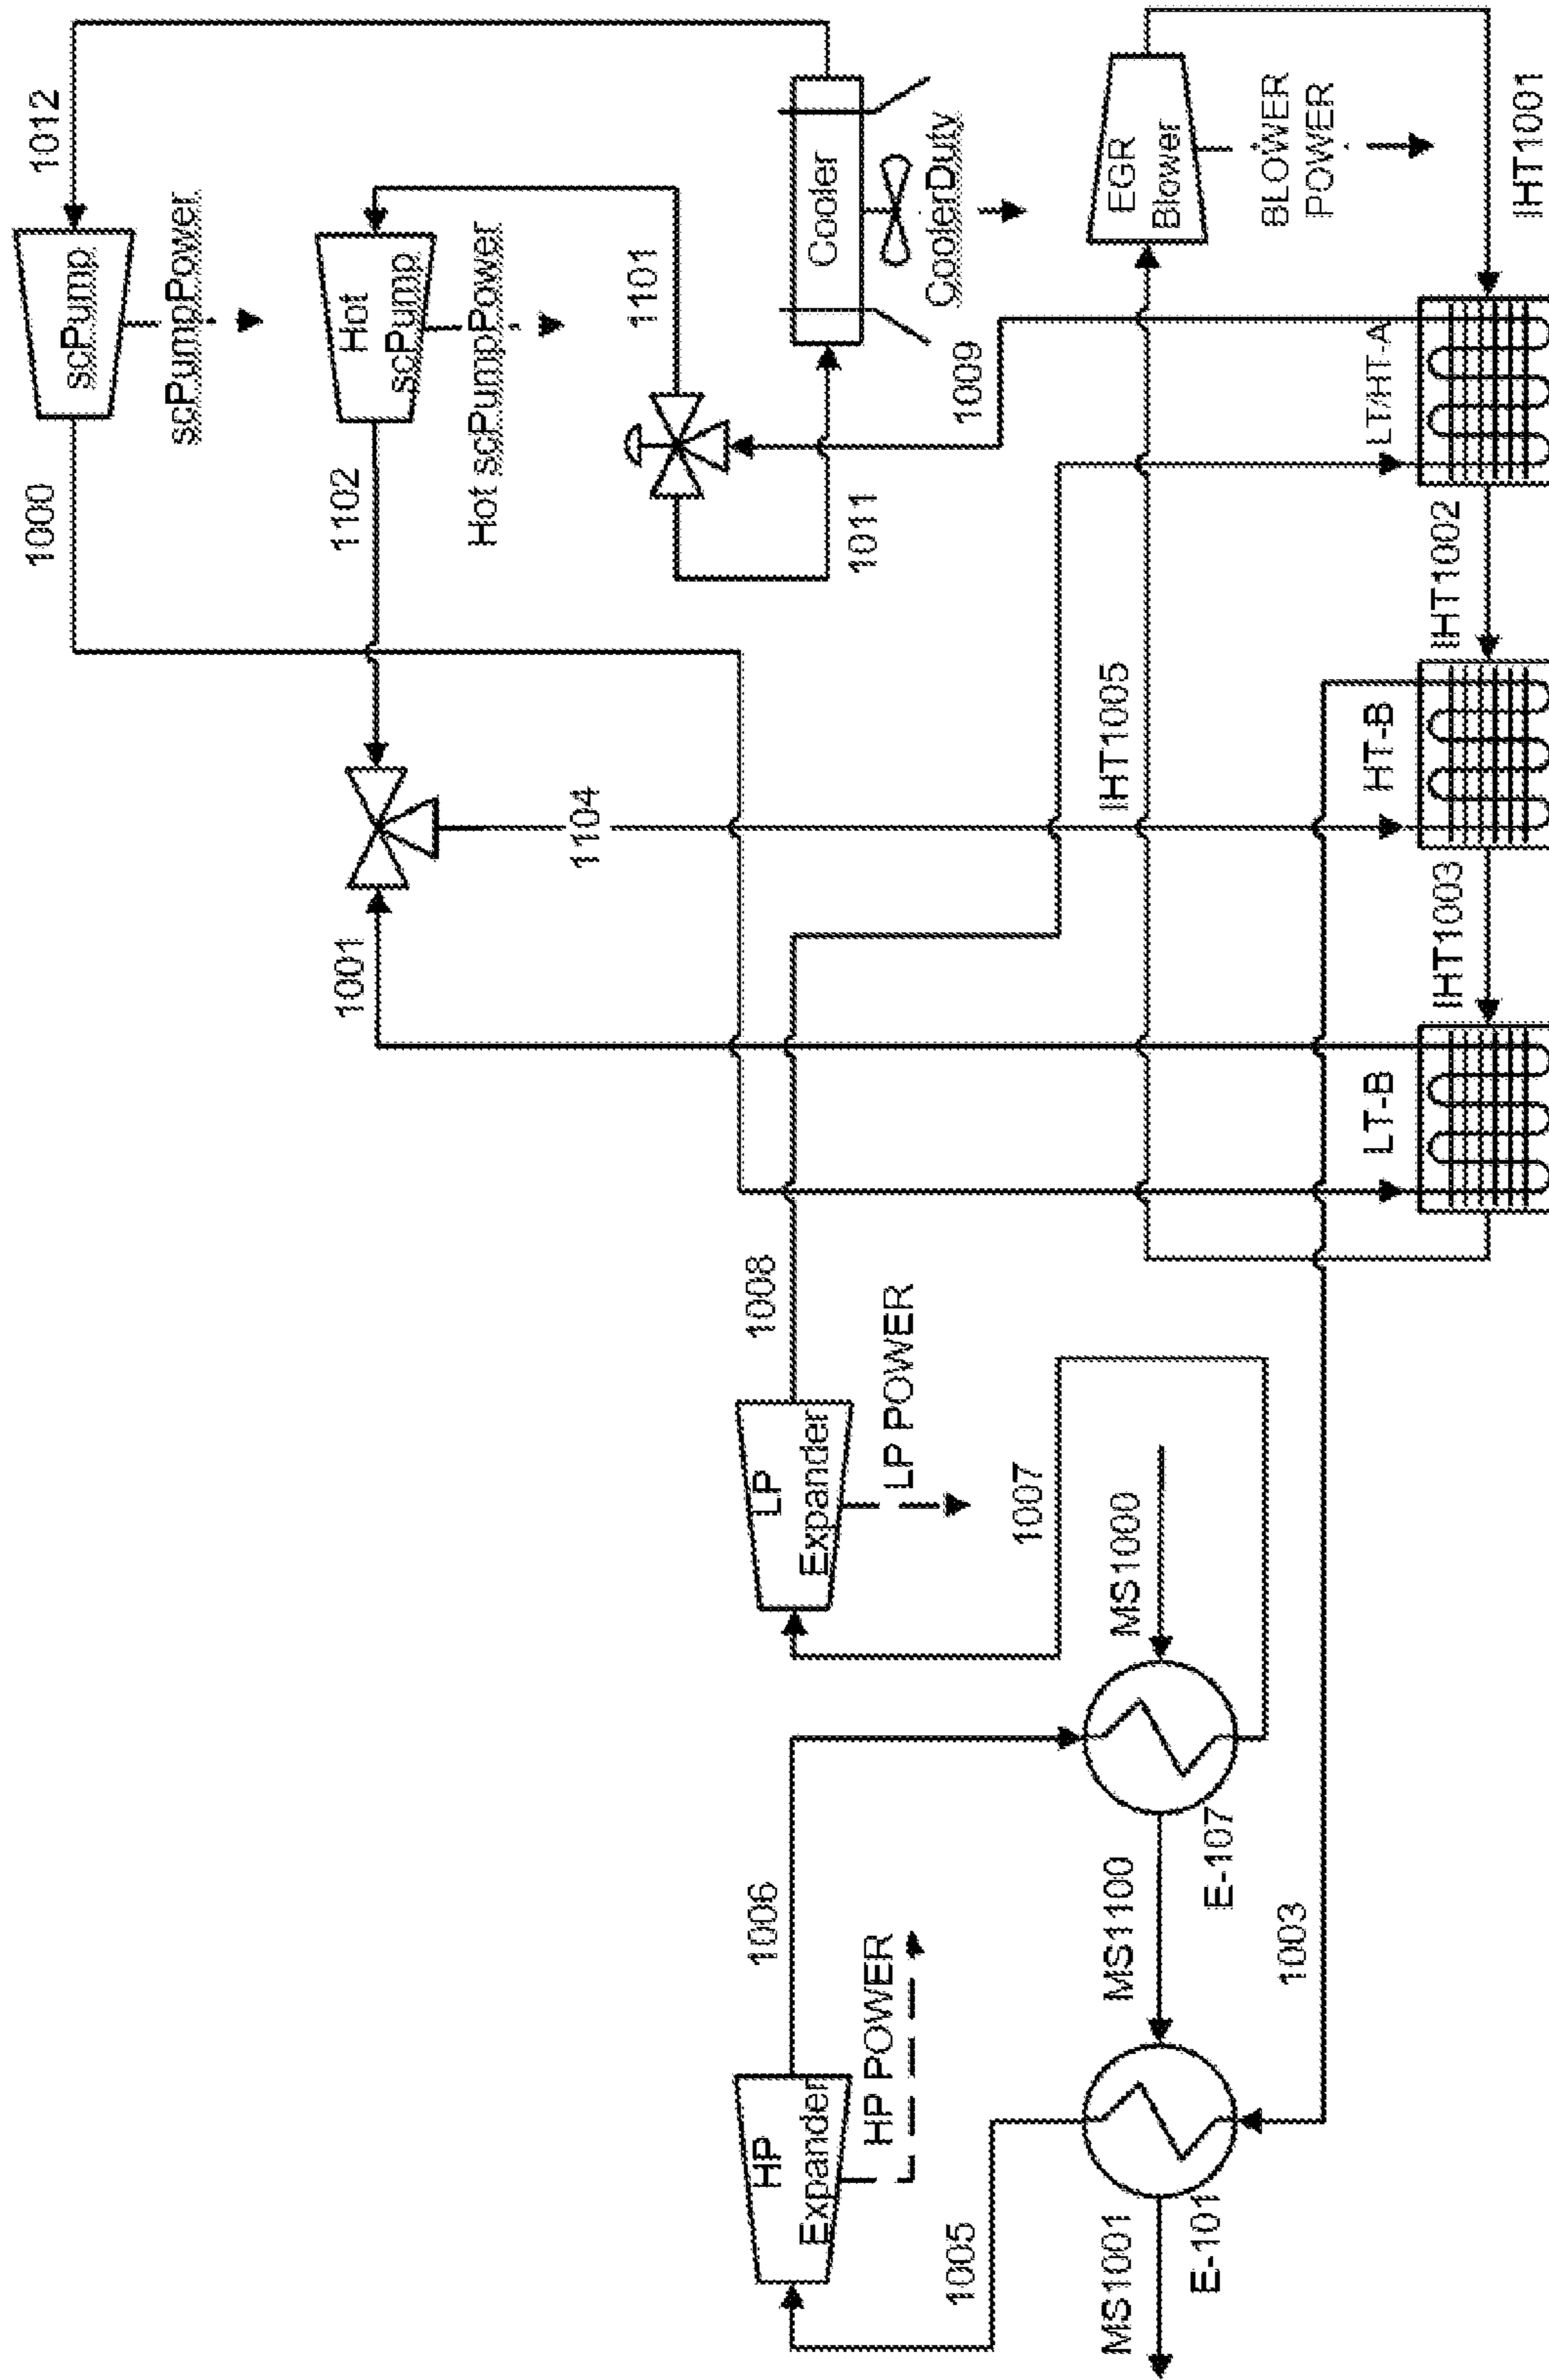 1012
scPump
scPumpPower
1000
Hot
scPump
Hot scPumpPower
1102
1101
1001
1104
Cooler
CoolerDuty
1009
1011
EGR
Blower
BLOWER
POWER
IHT1001
IHT1005
LT/HT-A
IHT1002
HT-B
IHT1003
LT-B
1008
LP
Expander
LP POWER
1007
MS1000
1006
E-107
MS1100
HP
Expander
HP POWER
1003
1005
MS1001
E-101